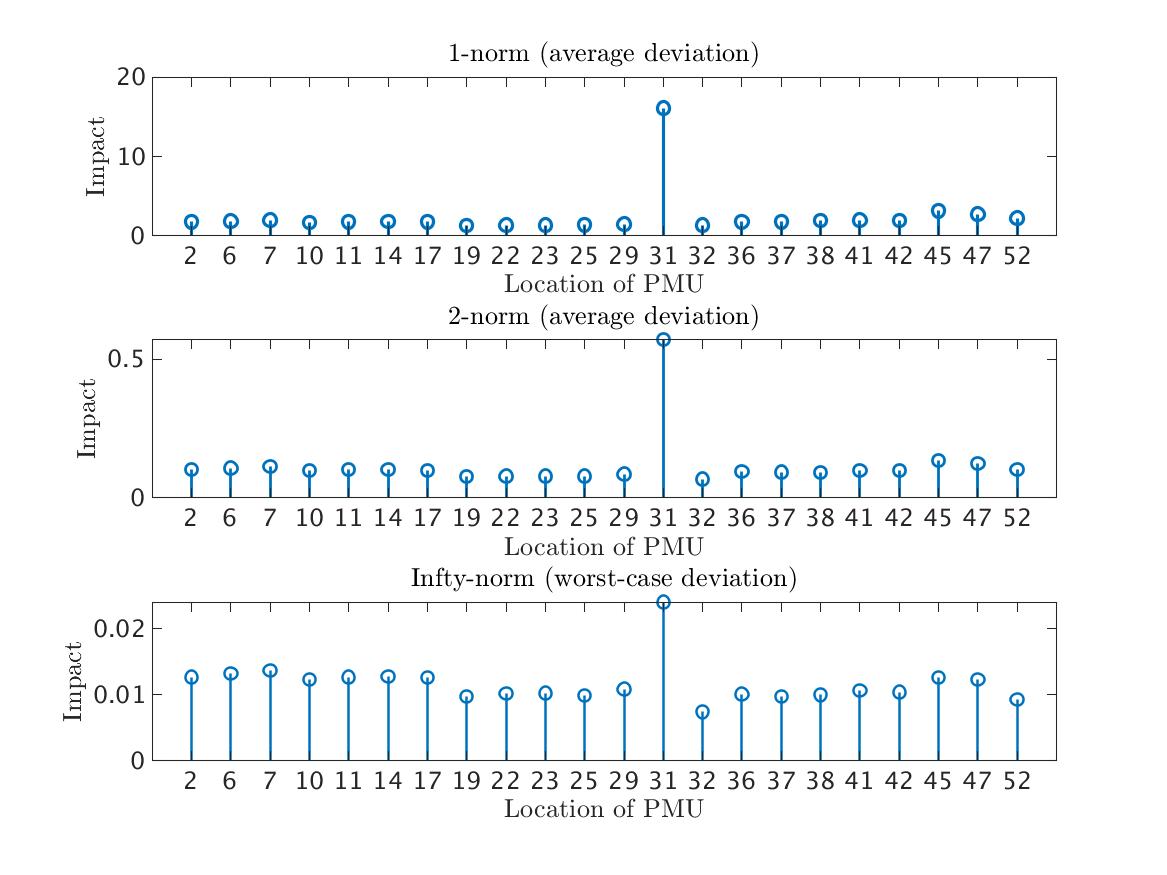 1-norm (average deviation)
20
10
0
Impact
2 6 7 10 11 14 17 19 22 23 25 29 31 32 36 37 38 41 42 45 47 52
Location of PMU
2-norm (average deviation)
0.5
0
Impact
2 6 7 10 11 14 17 19 22 23 25 29 31 32 36 37 38 41 42 45 47 52
Location of PMU
Infty-norm (worst-case deviation)
0.02
0.01
0
Impact
2 6 7 10 11 14 17 19 22 23 25 29 31 32 36 37 38 41 42 45 47 52
Location of PMU